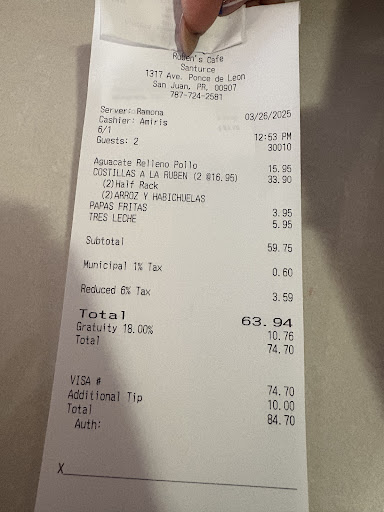 Ruben's Cafe
Santurce
1317 Ave. Ponce de Leon
San Juan, PR. 00907
787-724-2581
Server: Ramona 03/26/2025
Cashier: Amiris
6/1 12:53 PM
Guests: 2 30010
Aguacate Relleno Pollo 15.95
COSTILLAS A LA RUBEN (2 @16.95) 33.90
(2)Half Rack
(2)ARROZ Y HABICHUELAS
PAPAS FRITAS 3.95
TRES LECHE 5.95
Subtotal 59.75
Municipal 1% Tax 0.60
Reduced 6% Tax 3.59
Total 63.94
Gratuity 18.00% 10.76
Total 74.70
VISA # 74.70
Additional Tip 10.00
Total 84.70
Auth:
X